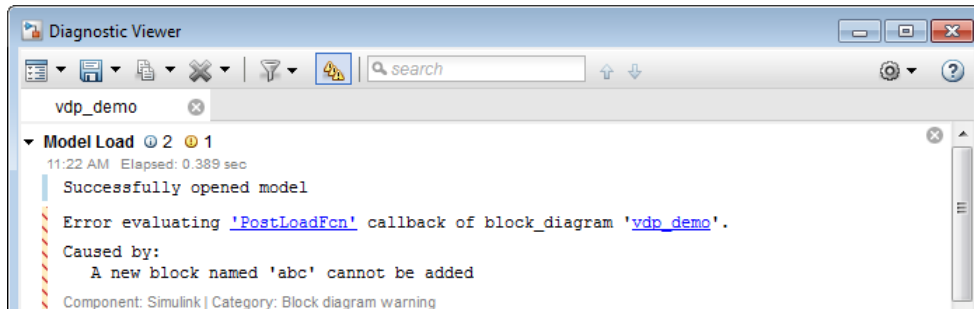 Diagnostic Viewer
search
vdp_demo
Model Load 2 1
11:22 AM Elapsed: 0.389 sec
Successfully opened model
Error evaluating 'PostLoadFcn' callback of block_diagram 'vdp_demo'.
Caused by:
A new block named 'abc' cannot be added
Component: Simulink | Category: Block diagram warning